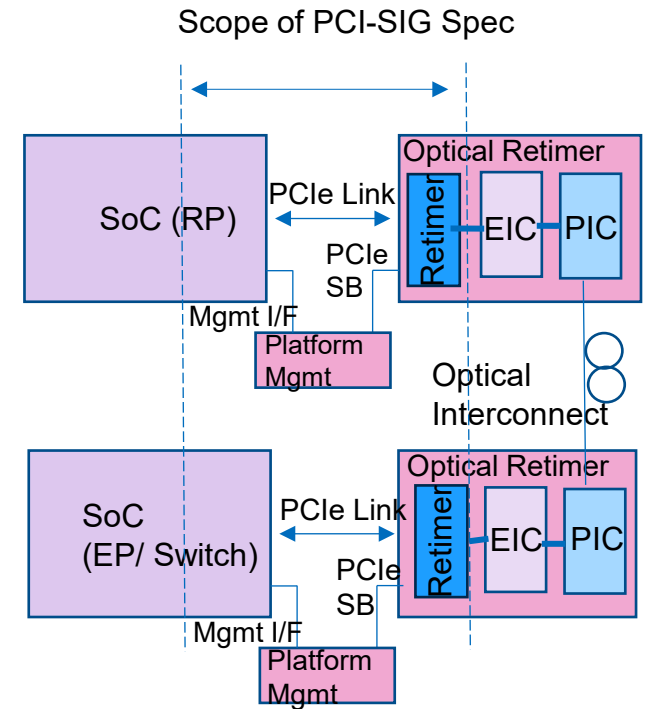 Scope of PCI-SIG Spec
Optical Retimer
SoC (RP)
PCIe Link
Retimer
EIC
PIC
PCIe
SB
Mgmt I/F
Platform
Mgmt
Optical
Interconnect
Optical Retimer
SoC
(EP/ Switch)
PCIe Link
Retimer
EIC
PIC
PCIe
SB
Mgmt I/F
Platform
Mgmt